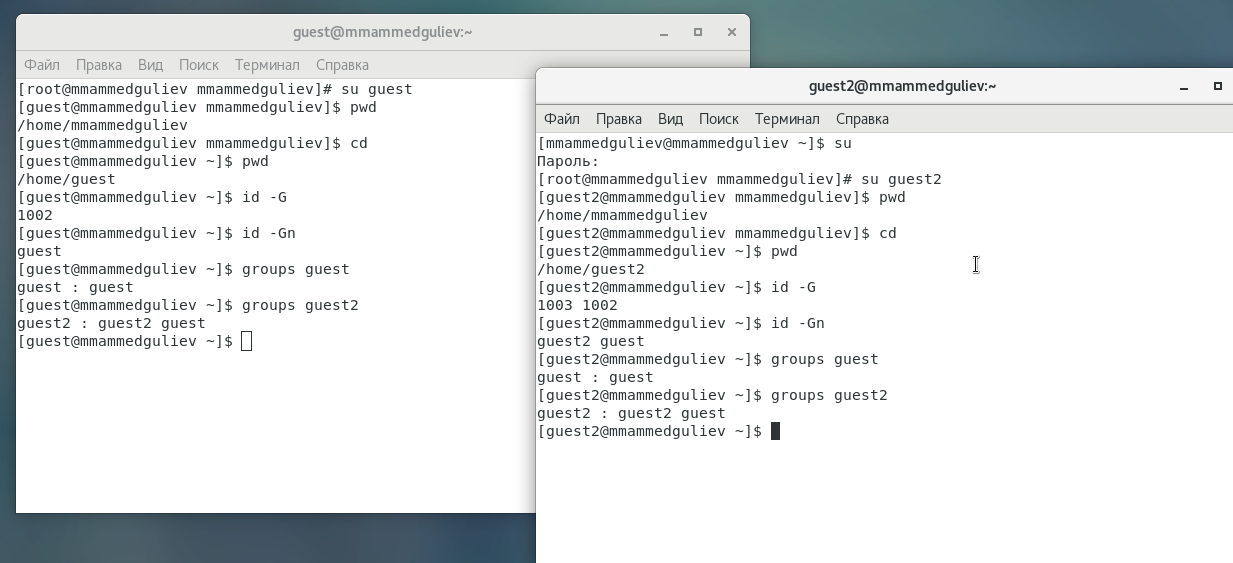 guest@mmammedguliev:~
Файл Правка Вид Поиск Терминал Справка
[root@mmammedguliev mmammedguliev]# su guest
[guest@mmammedguliev mmammedguliev]$ pwd
/home/mmammedguliev
[guest@mmammedguliev mmammedguliev]$ cd
[guest@mmammedguliev ~]$ pwd
/home/guest
[guest@mmammedguliev ~]$ id -G
1002
[guest@mmammedguliev ~]$ id -Gn
guest
[guest@mmammedguliev ~]$ groups guest
guest : guest
[guest@mmammedguliev ~]$ groups guest2
guest2 : guest2 guest
[guest@mmammedguliev ~]$
guest2@mmammedguliev:~
Файл Правка Вид Поиск Терминал Справка
[mmammedguliev@mmammedguliev ~]$ su
Пароль:
[root@mmammedguliev mmammedguliev]# su guest2
[guest2@mmammedguliev mmammedguliev]$ pwd
/home/mmammedguliev
[guest2@mmammedguliev mmammedguliev]$ cd
[guest2@mmammedguliev ~]$ pwd
/home/guest2
[guest2@mmammedguliev ~]$ id -G
1003 1002
[guest2@mmammedguliev ~]$ id -Gn
guest2 guest
[guest2@mmammedguliev ~]$ groups guest
guest : guest
[guest2@mmammedguliev ~]$ groups guest2
guest2 : guest2 guest
[guest2@mmammedguliev ~]$